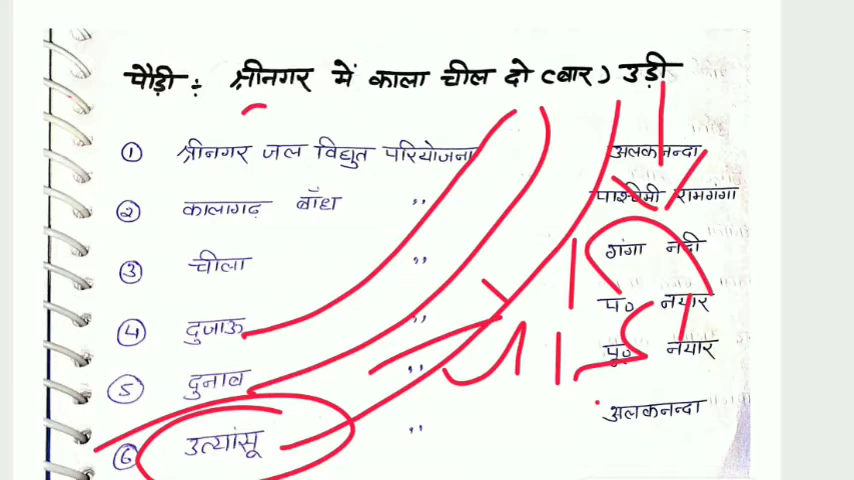 पौड़ी ÷ श्रीनगर में काला चील दो (बार) उड़ी
① श्रीनगर जल विद्युत परियोजना अलकनन्दा
② कालागढ़ बाँध ,, पाश्चिमी रामगंगा
③ चीला ,, गंगा नदी
④ दुजाऊ ,, प० नयार
⑤ दुनाव ,, पू० नयार
⑥ उत्यांसू ,, अलकनन्दा